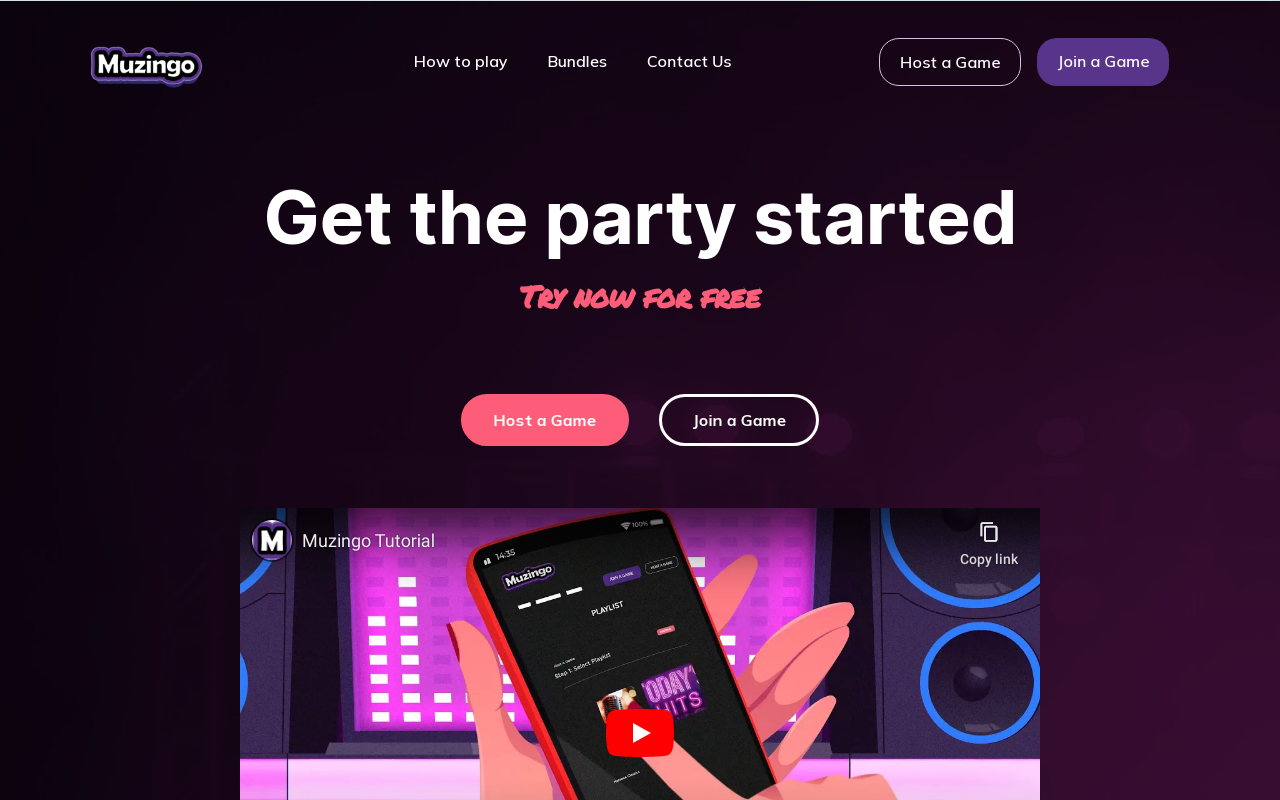 Muzingo
How to play
Bundles
Contact Us
Host a Game
Join a Game
Get the party started
Try now for free
Host a Game
Join a Game
M
Muzingo Tutorial
Copy link
14:35
100%
Muzingo
JOIN A GAME
HOST A GAME
PLAYLIST
Step 1: Select Playlist
ODAY'
HITS